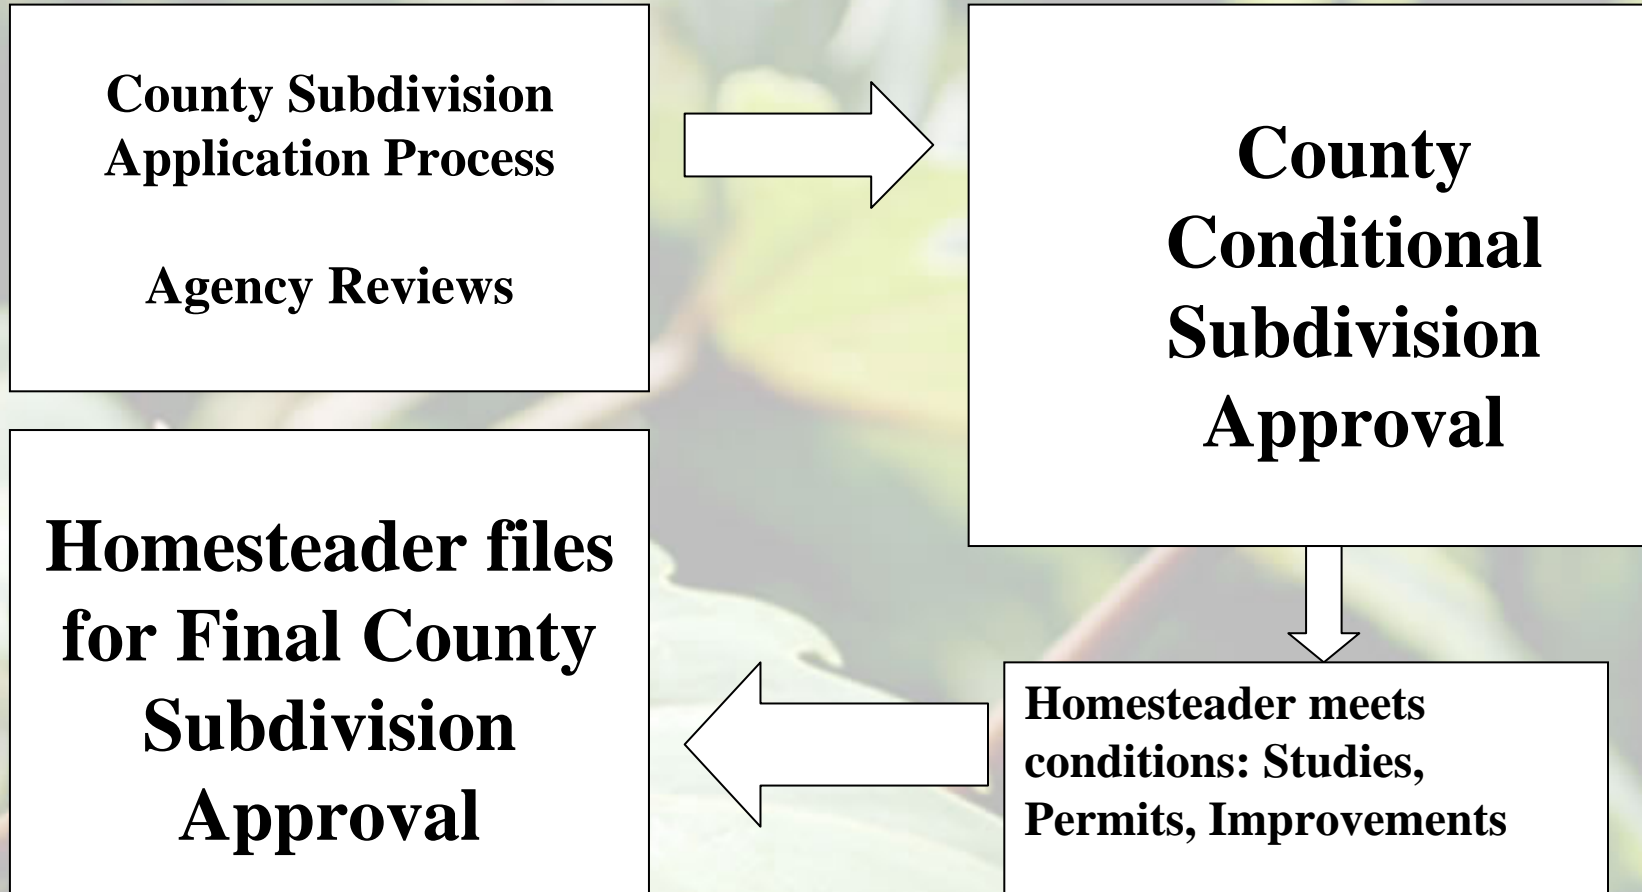 County Subdivision
Application Process
Agency Reviews
County
Conditional
Subdivision
Approval
Homesteader meets
conditions: Studies,
Permits, Improvements
Homesteader files
for Final County
Subdivision
Approval